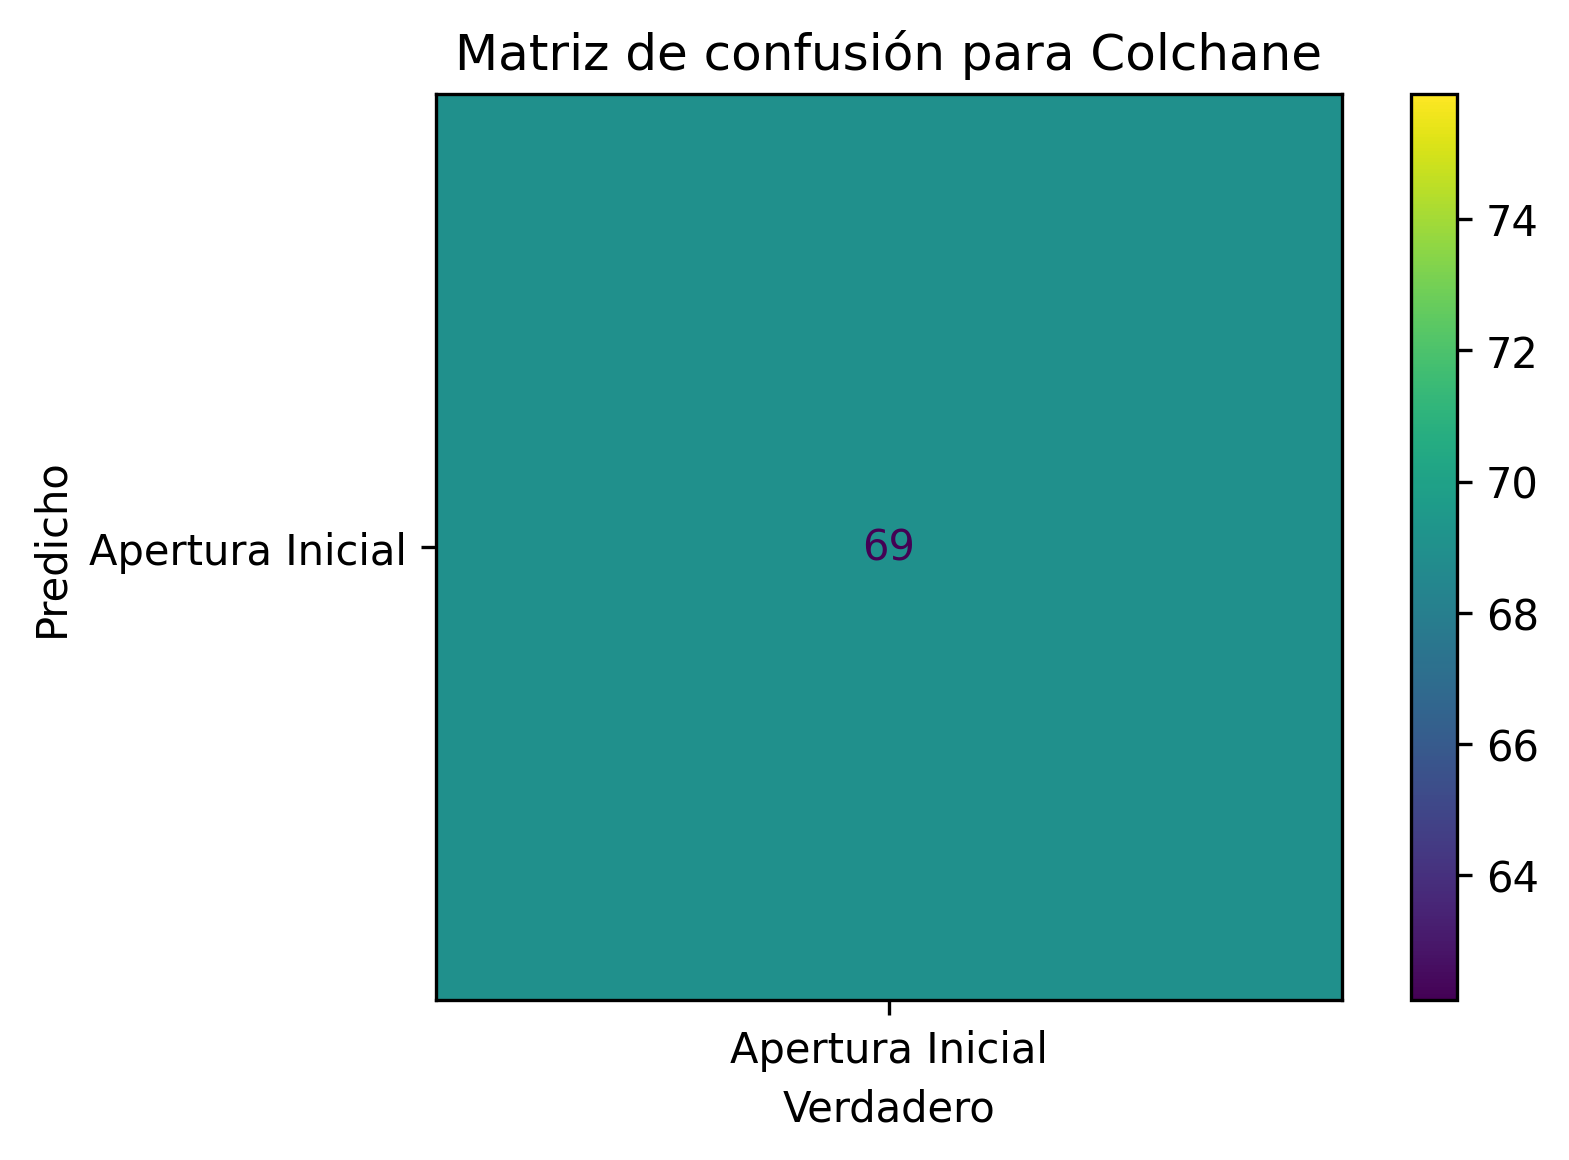 Matriz de confusión para Colchane
Predicho
Apertura Inicial
69
Apertura Inicial
Verdadero
74
72
70
68
66
64